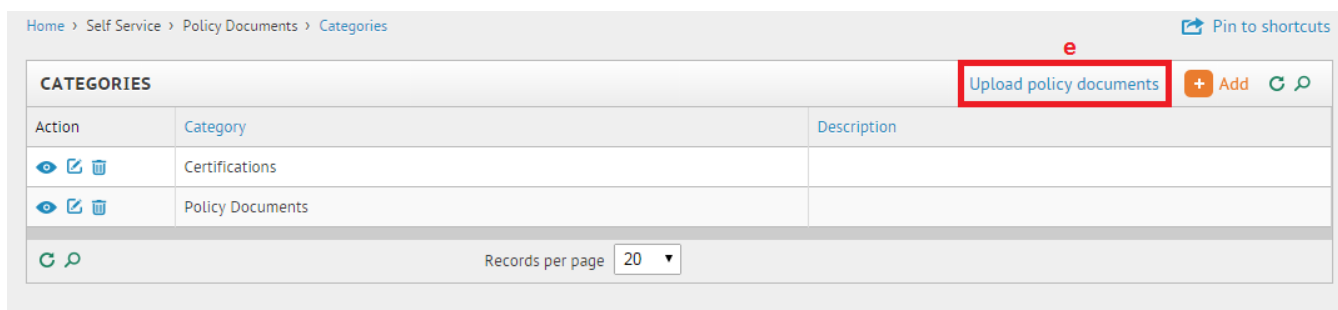 Home > Self Service > Policy Documents > Categories Pin to shortcuts
e
CATEGORIES Upload policy documents + Add
Action Category Description
Certifications
Policy Documents
Records per page 20